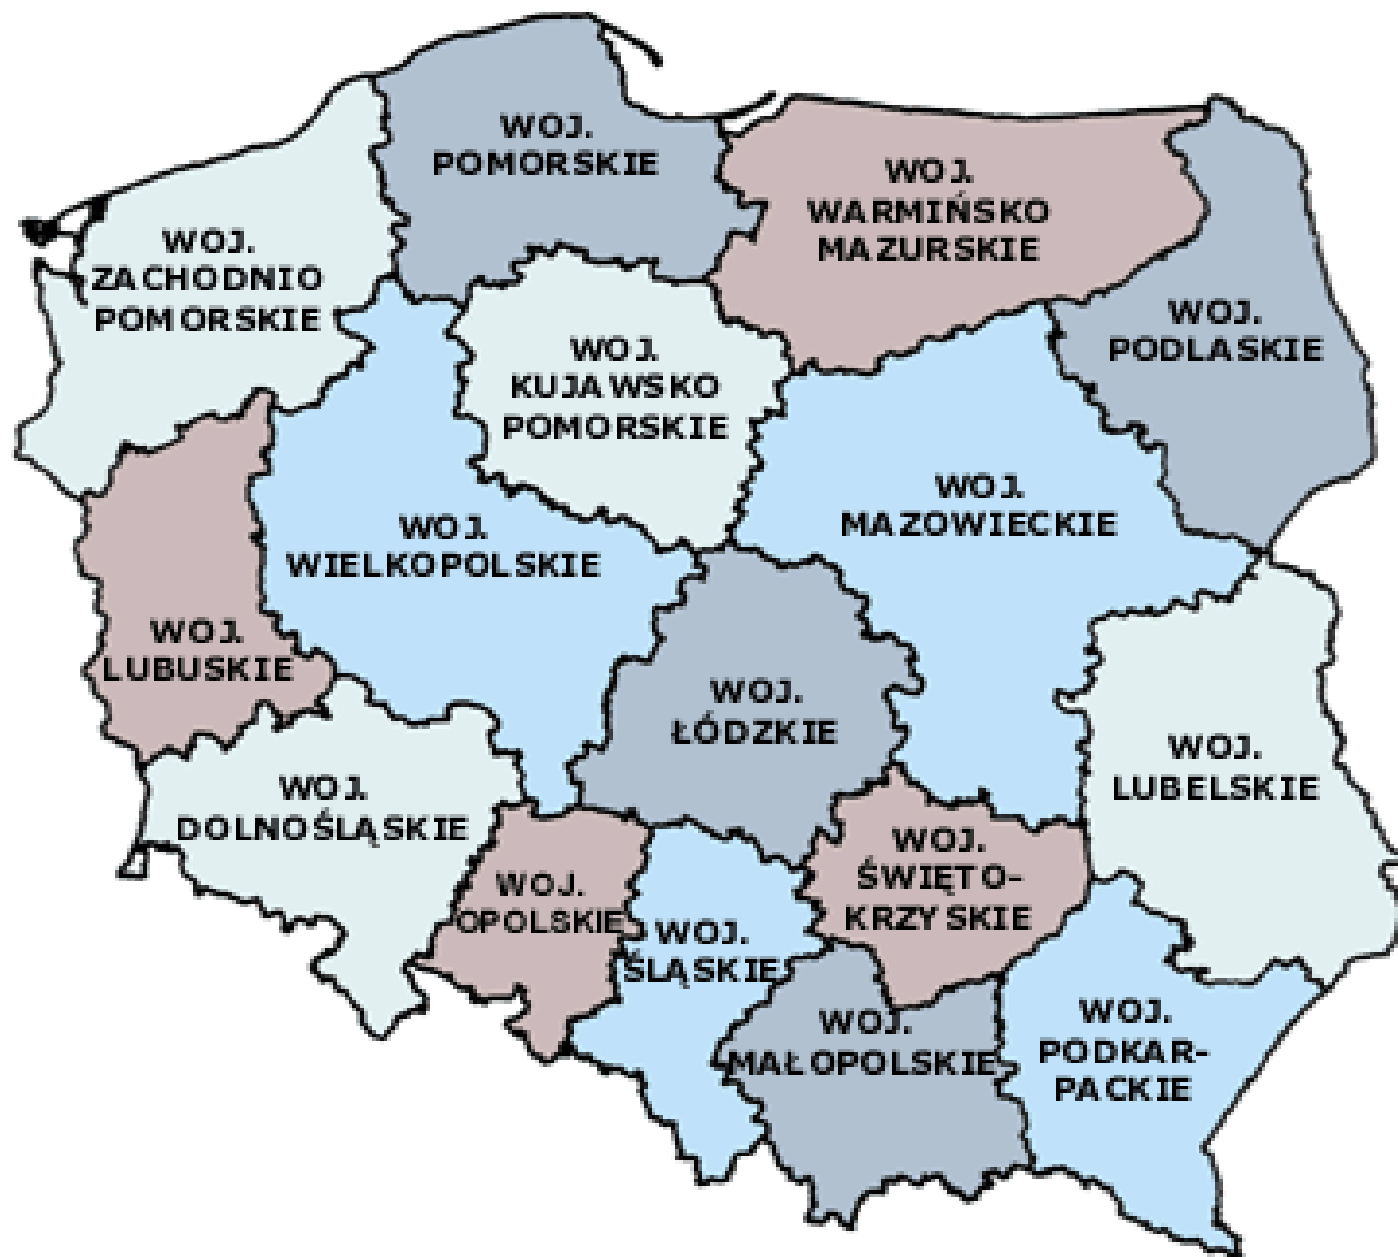 WOJ.
POMORSKIE
WOJ.
WARMIŃSKO
MAZURSKIE
WOJ.
ZACHODNIO
POMORSKIE
WOJ.
PODLASKIE
WOJ.
KUJAWSKO
POMORSKIE
WOJ.
MAZOWIECKIE
WOJ.
WIELKOPOLSKIE
WOJ.
LUBUSKIE
WOJ.
ŁÓDZKIE
WOJ.
LUBELSKIE
WOJ.
DOLNOŚLĄSKIE
WOJ.
ŚWIĘTO-
KRZYSKIE
WOJ.
OPOLSKIE
WOJ.
ŚLĄSKIE
WOJ.
MAŁOPOLSKIE
WOJ.
PODKAR-
PACKIE